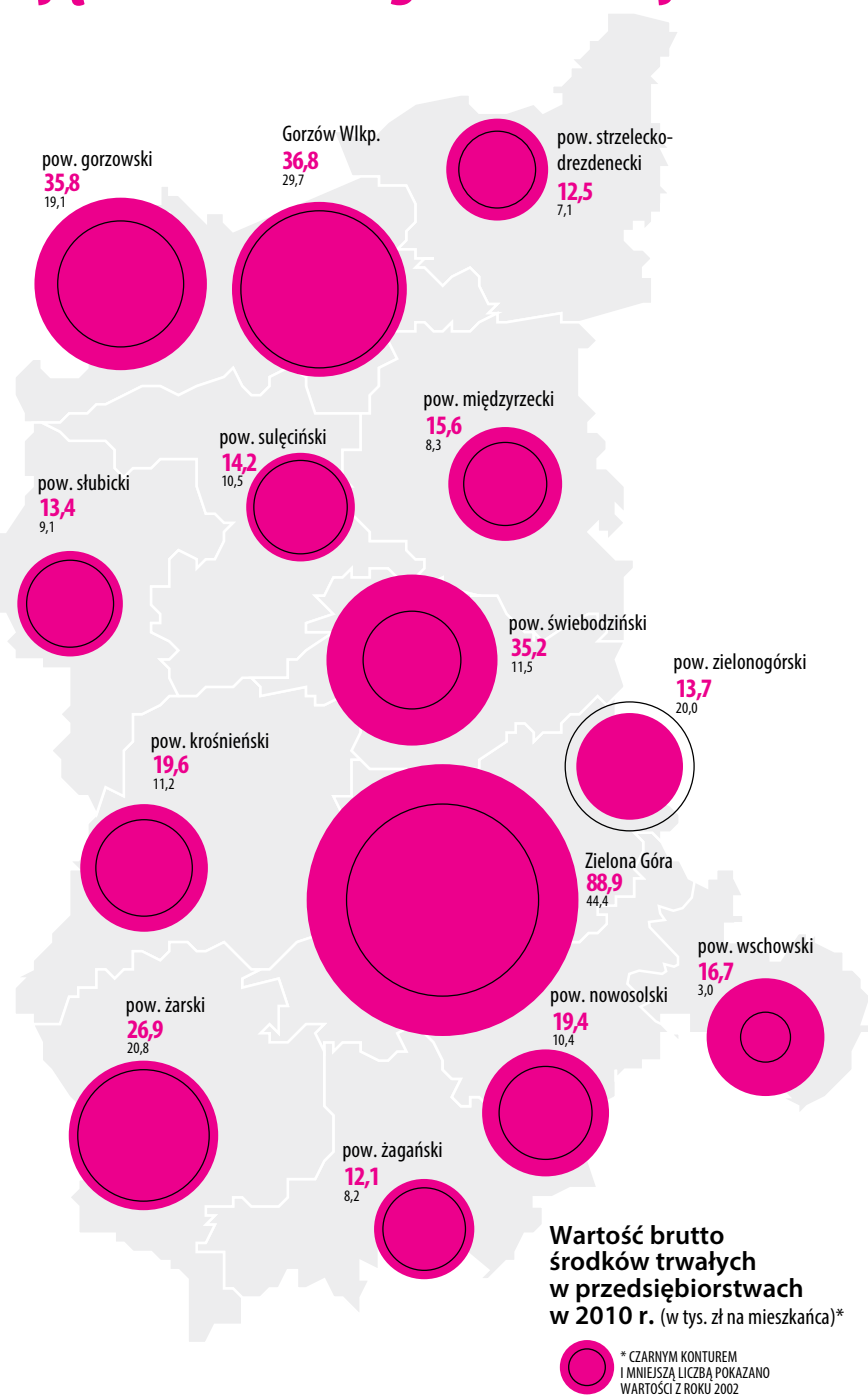 Gorzów Wlkp.
36,8
29,7
pow. strzelecko-
drezdenecki
12,5
7,1
pow. gorzowski
35,8
19,1
pow. międzyrzecki
15,6
8,3
pow. sulęciński
14,2
10,5
pow. słubicki
13,4
9,1
pow. świebodziński
35,2
11,5
pow. zielonogórski
13,7
20,0
pow. krośnieński
19,6
11,2
Zielona Góra
88,9
44,4
pow. wschowski
16,7
3,0
pow. nowosolski
19,4
10,4
pow. żarski
26,9
20,8
pow. żagański
12,1
8,2
Wartość brutto
środków trwałych
w przedsiębiorstwach
w 2010 r. (w tys. zł na mieszkańca)*
* CZARNYM KONTUREM
I MNIEJSZĄ LICZBĄ POKAZANO
WARTOŚCI Z ROKU 2002